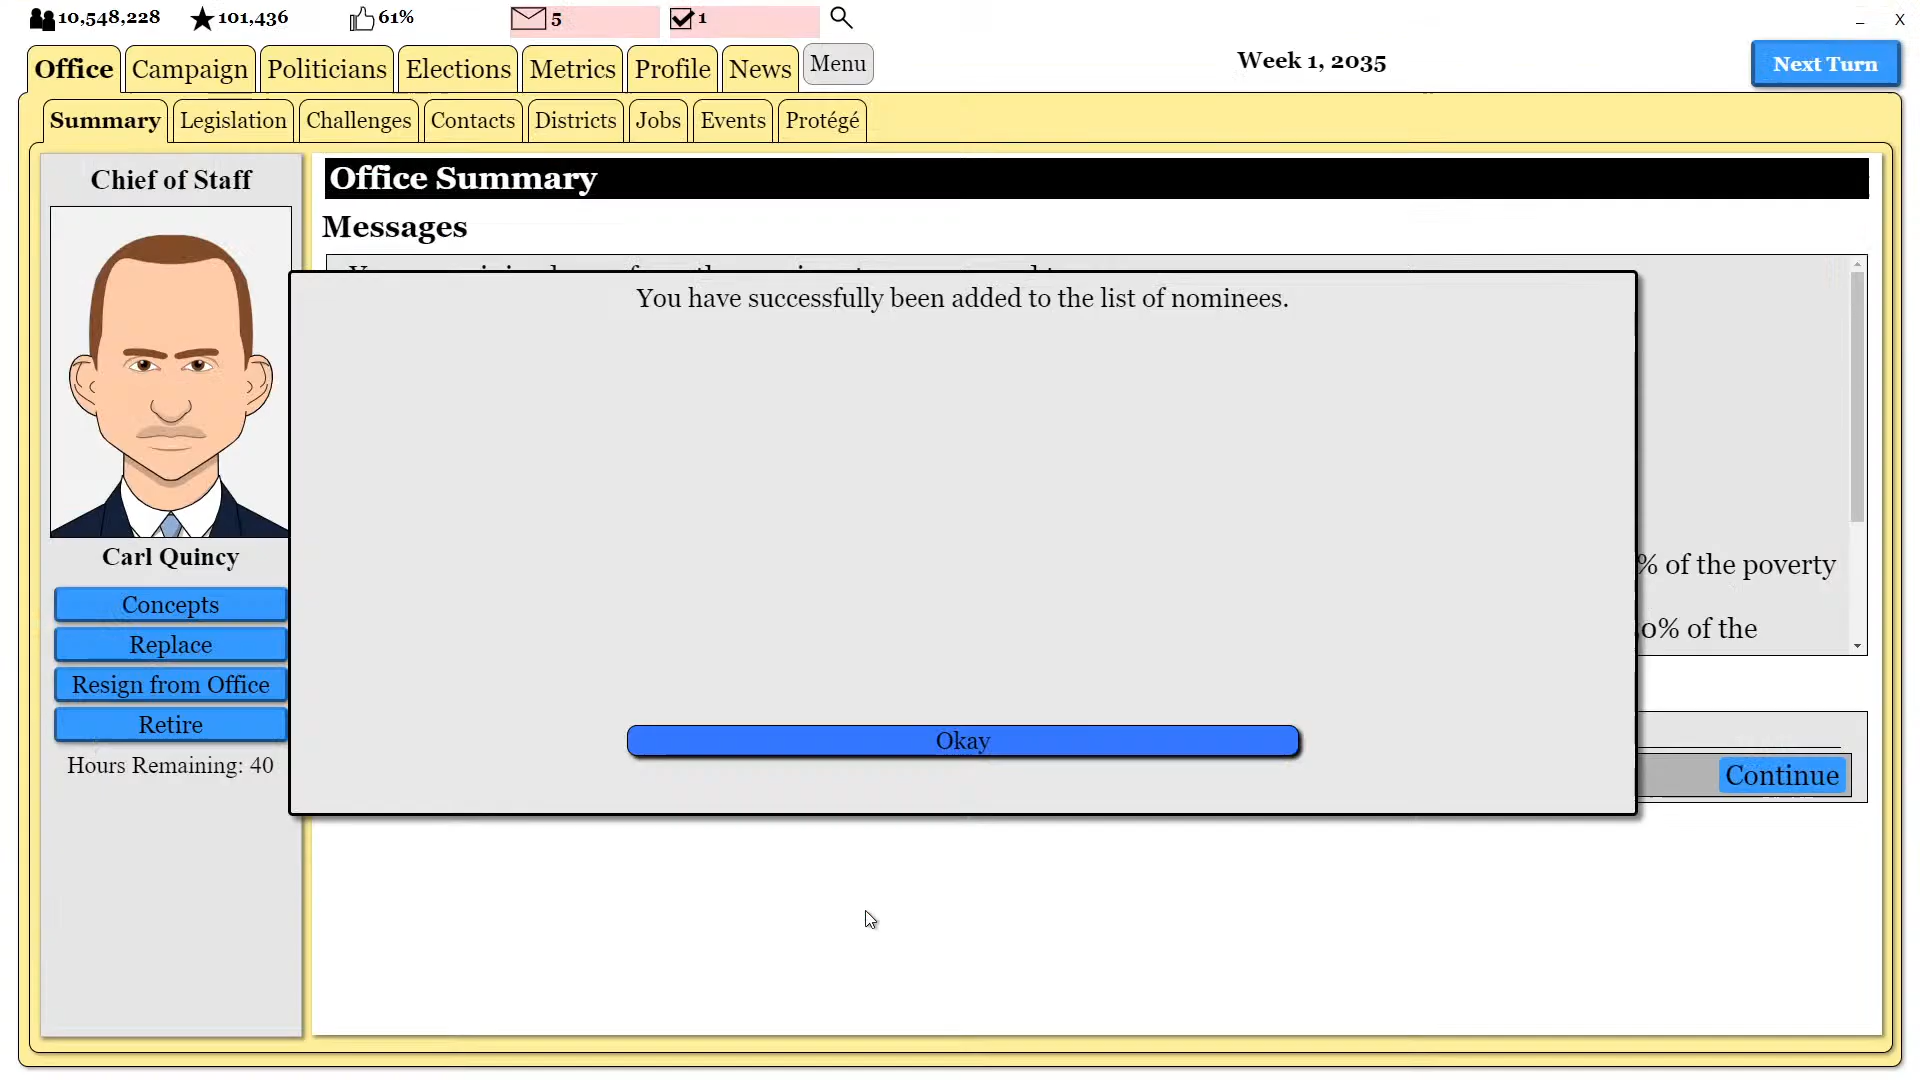 10,548,228 101,436 61% 5 1 _ X
Office Campaign Politicians Elections Metrics Profile News Menu Week 1, 2035 Next Turn
Summary Legislation Challenges Contacts Districts Jobs Events Protégé
Chief of Staff
Office Summary
Messages
You have successfully been added to the list of nominees.
% of the poverty
0% of the
Okay
Continue
Carl Quincy
Concepts
Replace
Resign from Office
Retire
Hours Remaining: 40